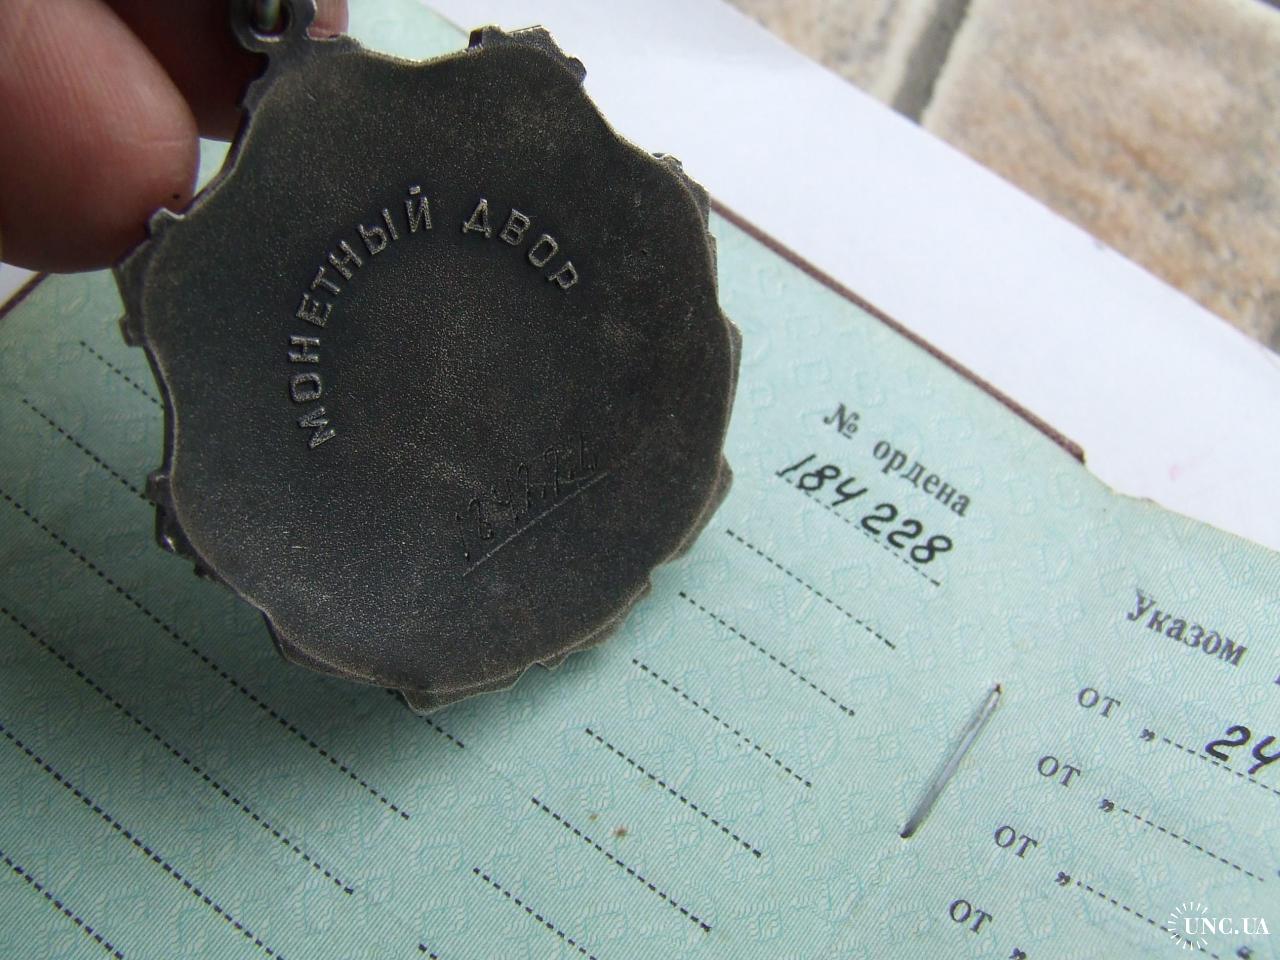 МОНЕТНЫЙ ДВОР
№ ордена
184228
Указом
от „ 24
от „
от „
от „
UNC.UA